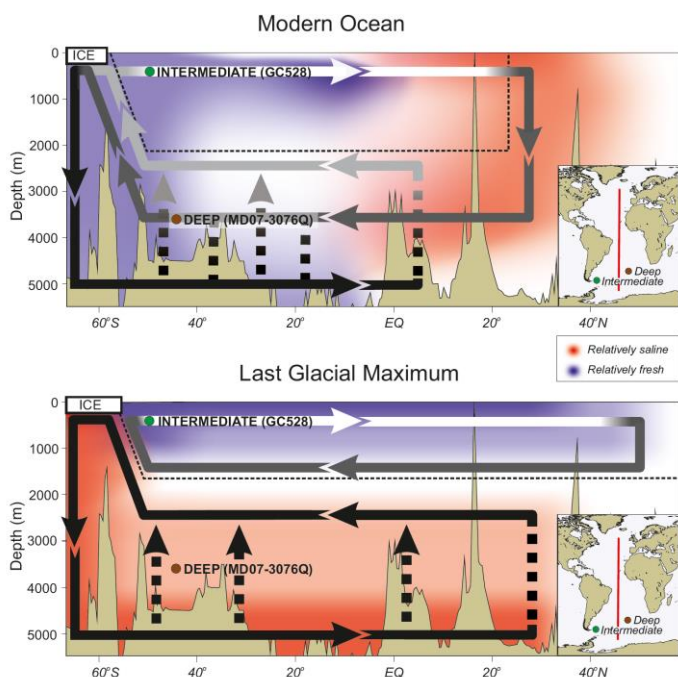 Modern Ocean
ICE
INTERMEDIATE (GC528)
DEEP (MD07-3076Q)
Depth (m)
0
1000
2000
3000
4000
5000
60°S
40°
20°
EQ
20°
40°N
Deep
Intermediate
Relatively saline
Relatively fresh
Last Glacial Maximum
ICE
INTERMEDIATE (GC528)
DEEP (MD07-3076Q)
Depth (m)
0
1000
2000
3000
4000
5000
60°S
40°
20°
EQ
20°
40°N
Deep
Intermediate